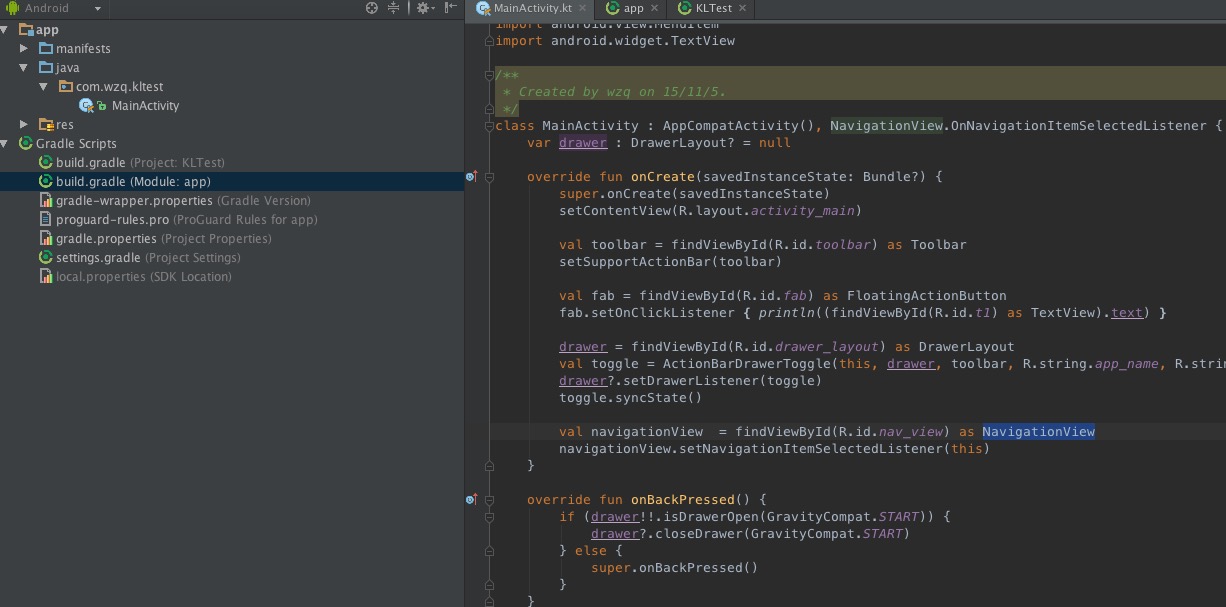 Android
app
manifests
java
com.wzq.kltest
MainActivity
res
Gradle Scripts
build.gradle (Project: KLTest)
build.gradle (Module: app)
gradle-wrapper.properties (Gradle Version)
proguard-rules.pro (ProGuard Rules for app)
gradle.properties (Project Properties)
settings.gradle (Project Settings)
local.properties (SDK Location)
MainActivity.kt
app
KLTest
import android.view.MenuItem
import android.widget.TextView
/**
* Created by wzq on 15/11/5.
*/
class MainActivity : AppCompatActivity(), NavigationView.OnNavigationItemSelectedListener {
var drawer : DrawerLayout? = null
override fun onCreate(savedInstanceState: Bundle?) {
super.onCreate(savedInstanceState)
setContentView(R.layout.activity_main)
val toolbar = findViewById(R.id.toolbar) as Toolbar
setSupportActionBar(toolbar)
val fab = findViewById(R.id.fab) as FloatingActionButton
fab.setOnClickListener { println((findViewById(R.id.t1) as TextView).text) }
drawer = findViewById(R.id.drawer_layout) as DrawerLayout
val toggle = ActionBarDrawerToggle(this, drawer, toolbar, R.string.app_name, R.stri
drawer?.setDrawerListener(toggle)
toggle.syncState()
val navigationView  = findViewById(R.id.nav_view) as NavigationView
navigationView.setNavigationItemSelectedListener(this)
}
override fun onBackPressed() {
if (drawer!!.isDrawerOpen(GravityCompat.START)) {
drawer?.closeDrawer(GravityCompat.START)
} else {
super.onBackPressed()
}
}